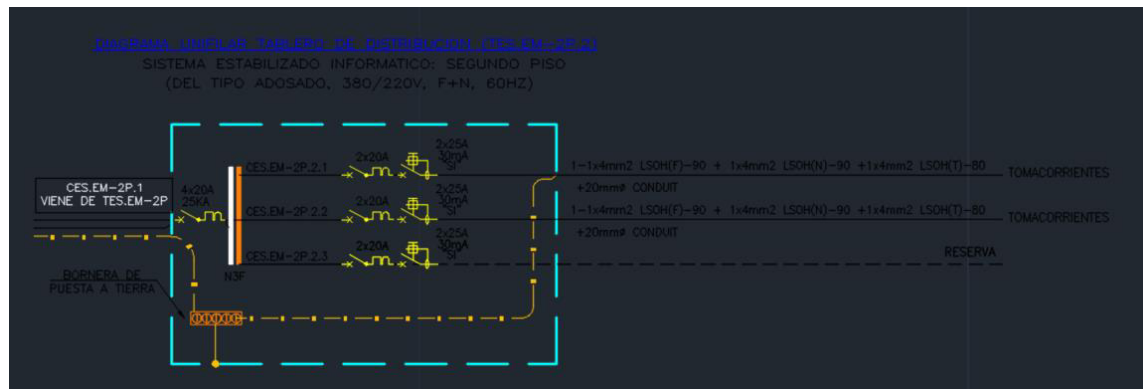 DIAGRAMA UNIFILAR TABLERO DE DISTRIBUCION (TES.EM-2P.2)
SISTEMA ESTABILIZADO INFORMATICO: SEGUNDO PISO
(DEL TIPO ADOSADO, 380/220V, F+N, 60HZ)
CES.EM-2P.1
VIENE DE TES.EM-2P
4x20A
25KA
CES.EM-2P.2.1
2x20A
2x25A
30mA
"SI"
1-1x4mm2 LSOH(F)-90 + 1x4mm2 LSOH(N)-90 +1x4mm2 LSOH(T)-80
+20mmø CONDUIT
TOMACORRIENTES
CES.EM-2P 2.2
2x20A
2x25A
30mA
"SI"
1-1x4mm2 LSOH(F)-90 + 1x4mm2 LSOH(N)-90 +1x4mm2 LSOH(T)-80
+20mmø CONDUIT
TOMACORRIENTES
CES.EM-2P.2.3
2x20A
2x25A
30mA
"SI"
RESERVA
N3F
BORNERA DE
PUESTA A TIERRA